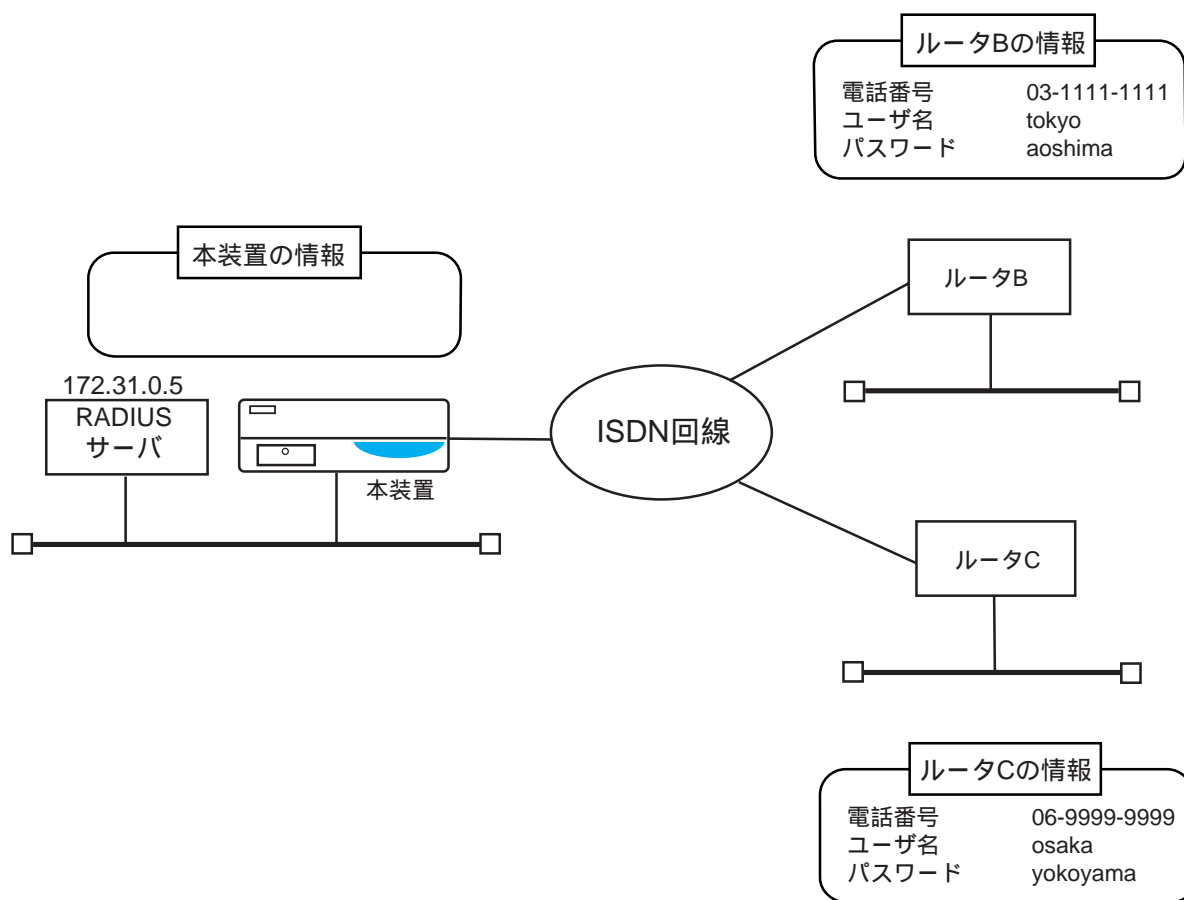 ルータBの情報
電話番号 03-1111-1111
ユーザ名 tokyo
パスワード aoshima
本装置の情報
ルータB
172.31.0.5
RADIUS
サーバ
ISDN回線
本装置
ルータC
ルータCの情報
電話番号 06-9999-9999
ユーザ名 osaka
パスワード yokoyama